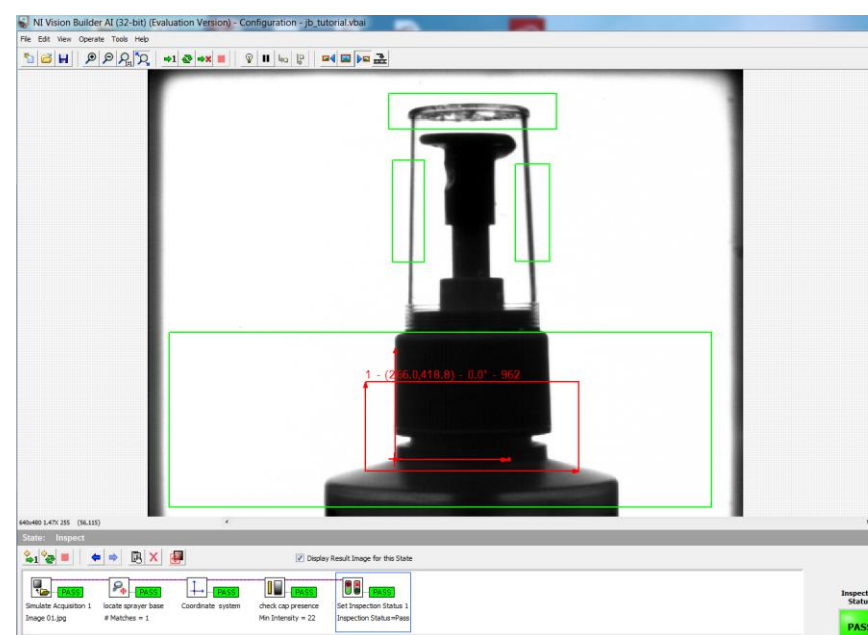 NI Vision Builder AI (32-bit) (Evaluation Version) - Configuration - jb_tutorial.vbai
File Edit View Operate Tools Help
1 - (266.0,418.8) - 0.0° - 962
640x480 1.47X 255 (56,115)
State: Inspect
Display Result Image for this State
PASS PASS PASS PASS PASS
Simulate Acquisition 1 locate sprayer base Coordinate system check cap presence Set Inspection Status 1
Image 01.jpg # Matches = 1 Min Intensity = 22 Inspection Status=Pass
Inspect
Statu
PASS